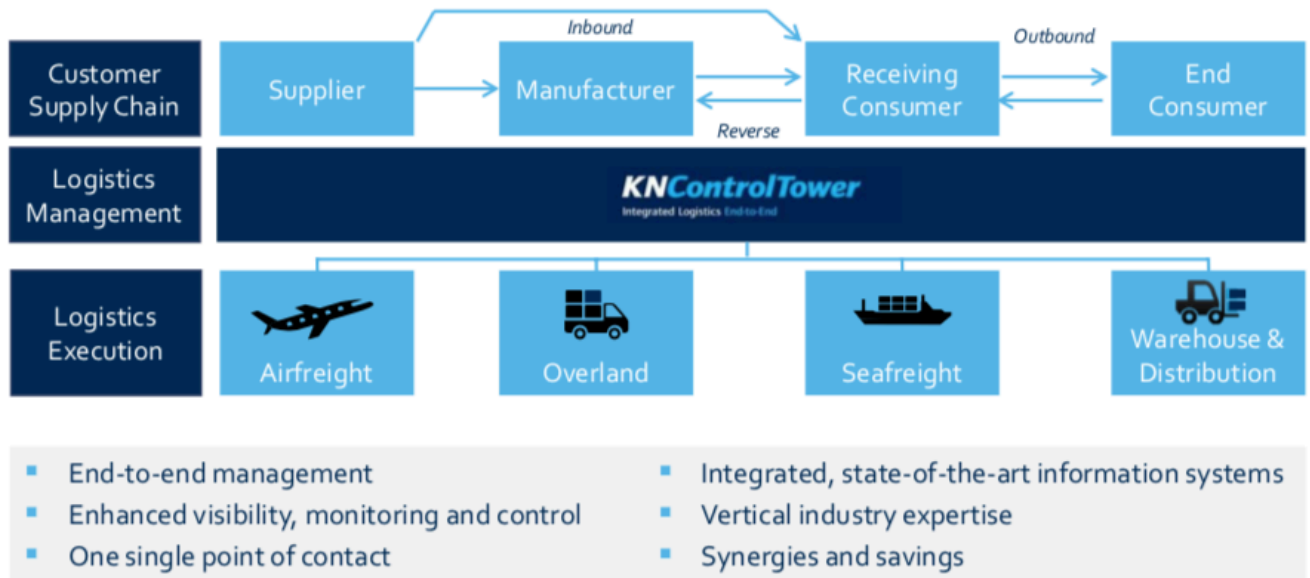 Inbound
Outbound
Customer
Supply Chain
Supplier
Manufacturer
Receiving
Consumer
End
Consumer
Reverse
Logistics
Management
KNControlTower
Integrated Logistics End-to-End
Logistics
Execution
Airfreight
Overland
Seafreight
Warehouse &
Distribution
▪ End-to-end management
▪ Enhanced visibility, monitoring and control
▪ One single point of contact
▪ Integrated, state-of-the-art information systems
▪ Vertical industry expertise
▪ Synergies and savings